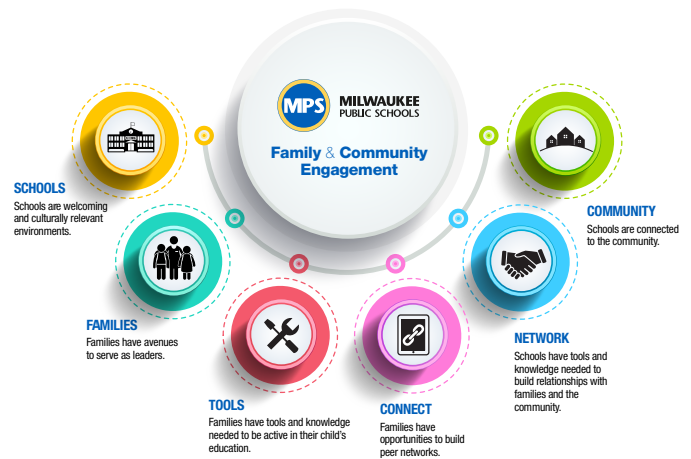 MPS
MILWAUKEE
PUBLIC SCHOOLS
Family & Community
Engagement
SCHOOLS
Schools are welcoming
and culturally relevant
environments.
FAMILIES
Families have avenues
to serve as leaders.
TOOLS
Families have tools and knowledge
needed to be active in their child's
education.
CONNECT
Families have
opportunities to build
peer networks.
NETWORK
Schools have tools and
knowledge needed to
build relationships with
families and the
community.
COMMUNITY
Schools are connected
to the community.